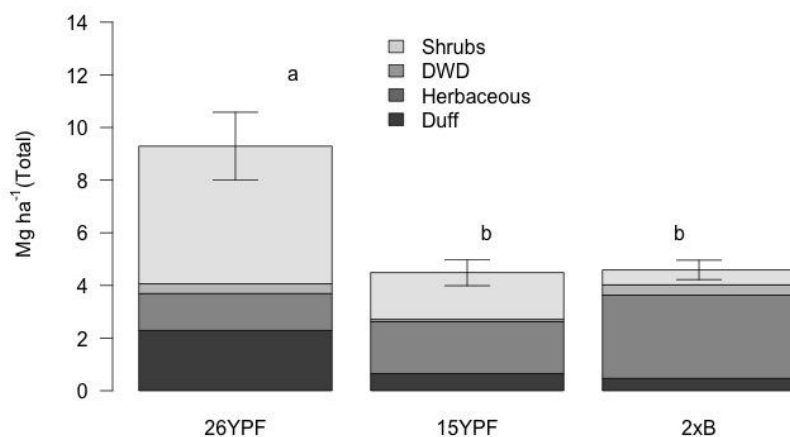 14
12
10
8
6
4
2
0
Mg ha⁻¹(Total)
Shrubs
DWD
Herbaceous
Duff
a
b
b
26YPF
15YPF
2xB